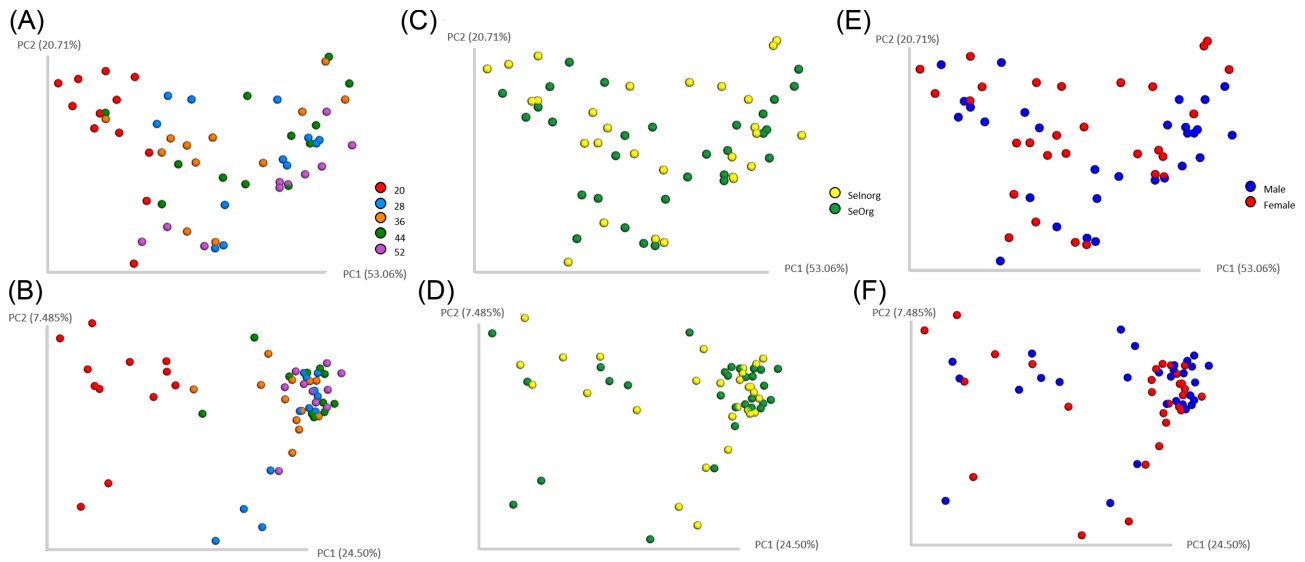 (A)
PC2 (20.71%)
20
28
36
44
52
PC1 (53.06%)
(C)
PC2 (20.71%)
SeInorg
SeOrg
PC1 (53.06%)
(E)
PC2 (20.71%)
Male
Female
PC1 (53.06%)
(B)
PC2 (7.485%)
PC1 (24.50%)
(D)
PC2 (7.485%)
PC1 (24.50%)
(F)
PC2 (7.485%)
PC1 (24.50%)